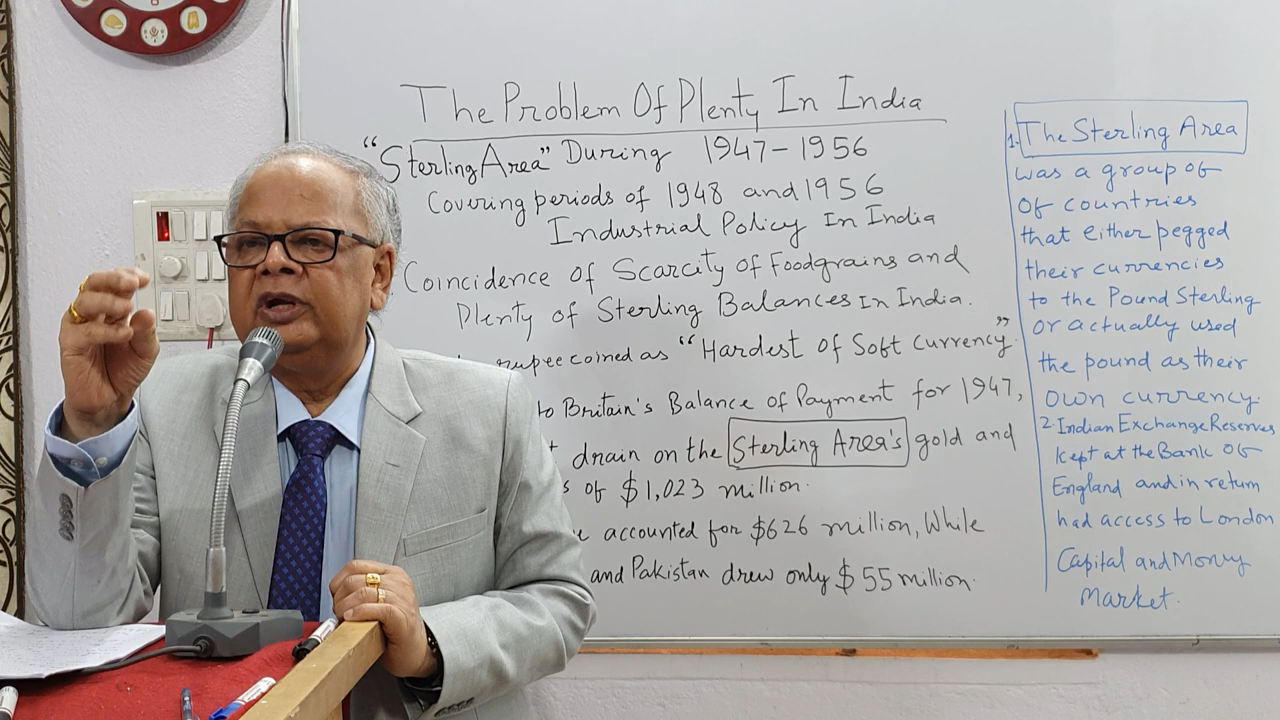 The Problem Of Plenty In India
"Sterling Area" During 1947-1956
Covering periods of 1948 and 1956
Industrial Policy In India
Coincidence of Scarcity of Foodgrains and
Plenty of Sterling Balances In India.
rupee coined as "Hardest of Soft Currency"
to Britain's Balance of Payment for 1947,
drain on the Sterling Area's gold and
of $1,023 million.
accounted for $626 million, While
and Pakistan drew only $55 million.
1. The Sterling Area
was a group of
of countries
that either pegged
their currencies
to the Pound Sterling
or actually used
the pound as their
own currency.
2. Indian Exchange Reserves
kept at the Bank of
England and in return
had access to London
Capital and Money
Market.